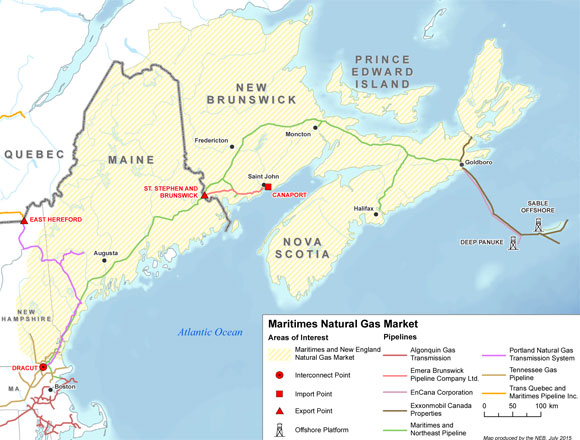 PRINCE
EDWARD
ISLAND
NEW
BRUNSWICK
Moncton
Fredericton
QUEBEC
MAINE
Goldboro
Saint John
ST. STEPHEN AND
BRUNSWICK
CANAPORT
SABLE
OFFSHORE
EAST HEREFORD
Halifax
DEEP PANUKE
Augusta
NOVA
SCOTIA
NEW
HAMPSHIRE
Atlantic Ocean
DRACUT
MA
Boston
Maritimes Natural Gas Market
Areas of Interest
Maritimes and New England
Natural Gas Market
Interconnect Point
Import Point
Export Point
Offshore Platform
Pipelines
Algonquin Gas
Transmission
Emera Brunswick
Pipeline Company Ltd.
EnCana Corporation
Exxonmobil Canada
Properties
Maritimes and
Northeast Pipeline
Portland Natural Gas
Transmission System
Tennessee Gas
Pipeline
Trans Quebec and
Maritimes Pipeline Inc.
0 50 100
km
Map produced by the NEB, July 2015